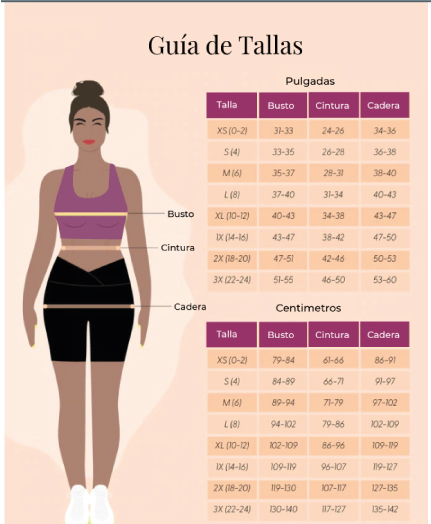 Guía de Tallas
Pulgadas
Talla Busto Cintura Cadera
XS (0-2) 31-33 24-26 34-36
S (4) 33-35 26-28 36-38
M (6) 35-37 28-31 38-40
L (8) 37-40 31-34 40-43
XL (10-12) 40-43 34-38 43-47
1X (14-16) 43-47 38-42 47-50
2X (18-20) 47-51 42-46 50-53
3X (22-24) 51-55 46-50 53-60
Busto
Cintura
Cadera
Centimetros
Talla Busto Cintura Cadera
XS (0-2) 79-84 61-66 86-91
S (4) 84-89 66-71 91-97
M (6) 89-94 71-79 97-102
L (8) 94-102 79-86 102-109
XL (10-12) 102-109 86-96 109-119
1X (14-16) 109-119 96-107 119-127
2X (18-20) 119-130 107-117 127-135
3X (22-24) 130-140 117-127 135-142